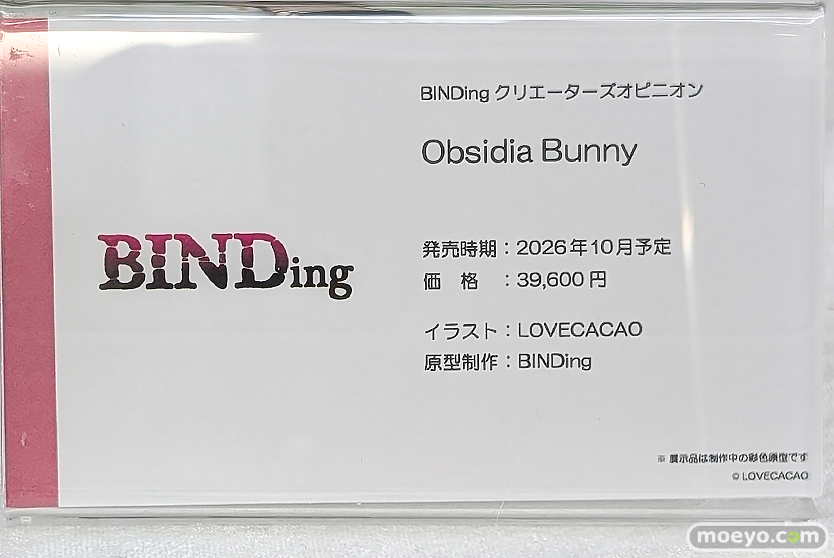 BINDing クリエーターズオピニオン
Obsidia Bunny
BINDing
発売時期：2026年10月予定
価　格　：39,600 円
イラスト：LOVECACAO
原型制作：BINDing
※ 展示品は制作中の彩色原型です
© LOVECACAO
moeyo.com